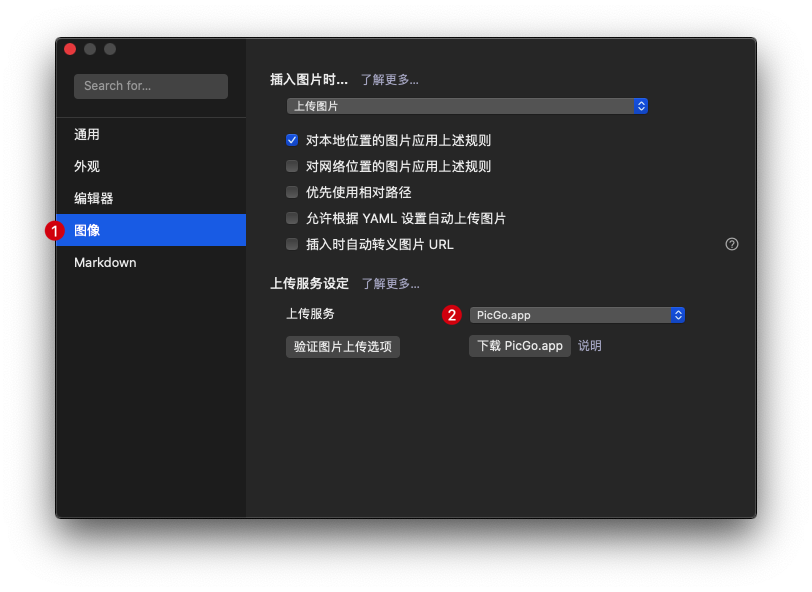 Search for...
通用
外观
编辑器
1 图像
Markdown
插入图片时... 了解更多...
上传图片
对本地位置的图片应用上述规则
对网络位置的图片应用上述规则
优先使用相对路径
允许根据 YAML 设置自动上传图片
插入时自动转义图片 URL ?
上传服务设定 了解更多...
上传服务 2 PicGo.app
验证图片上传选项 下载 PicGo.app 说明